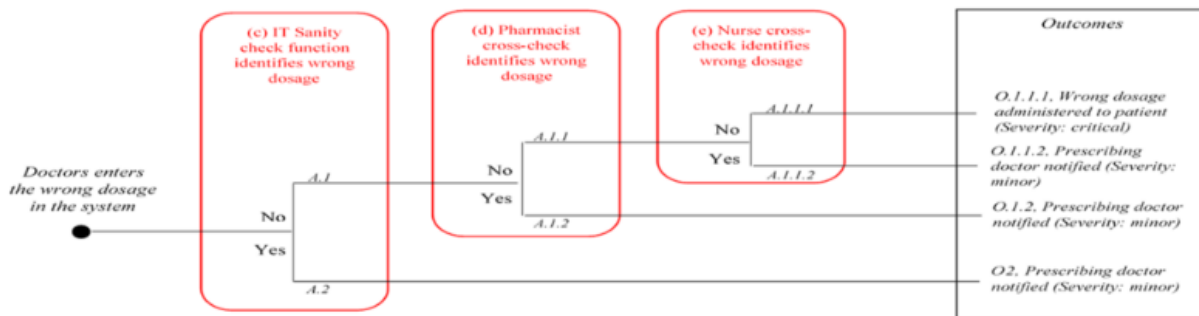 (c) IT Sanity
check function
identifies wrong
dosage
(d) Pharmacist
cross-check
identifies wrong
dosage
(e) Nurse cross-
check identifies
wrong dosage
Outcomes
Doctors enters
the wrong dosage
in the system
No
Yes
A.1
A.2
No
Yes
A.1.1
A.1.2
No
Yes
A.1.1.1
A.1.1.2
O.1.1.1, Wrong dosage
administered to patient
(Severity: critical)
O.1.1.2, Prescribing
doctor notified (Severity:
minor)
O.1.2, Prescribing doctor
notified (Severity: minor)
O2, Prescribing doctor
notified (Severity: minor)